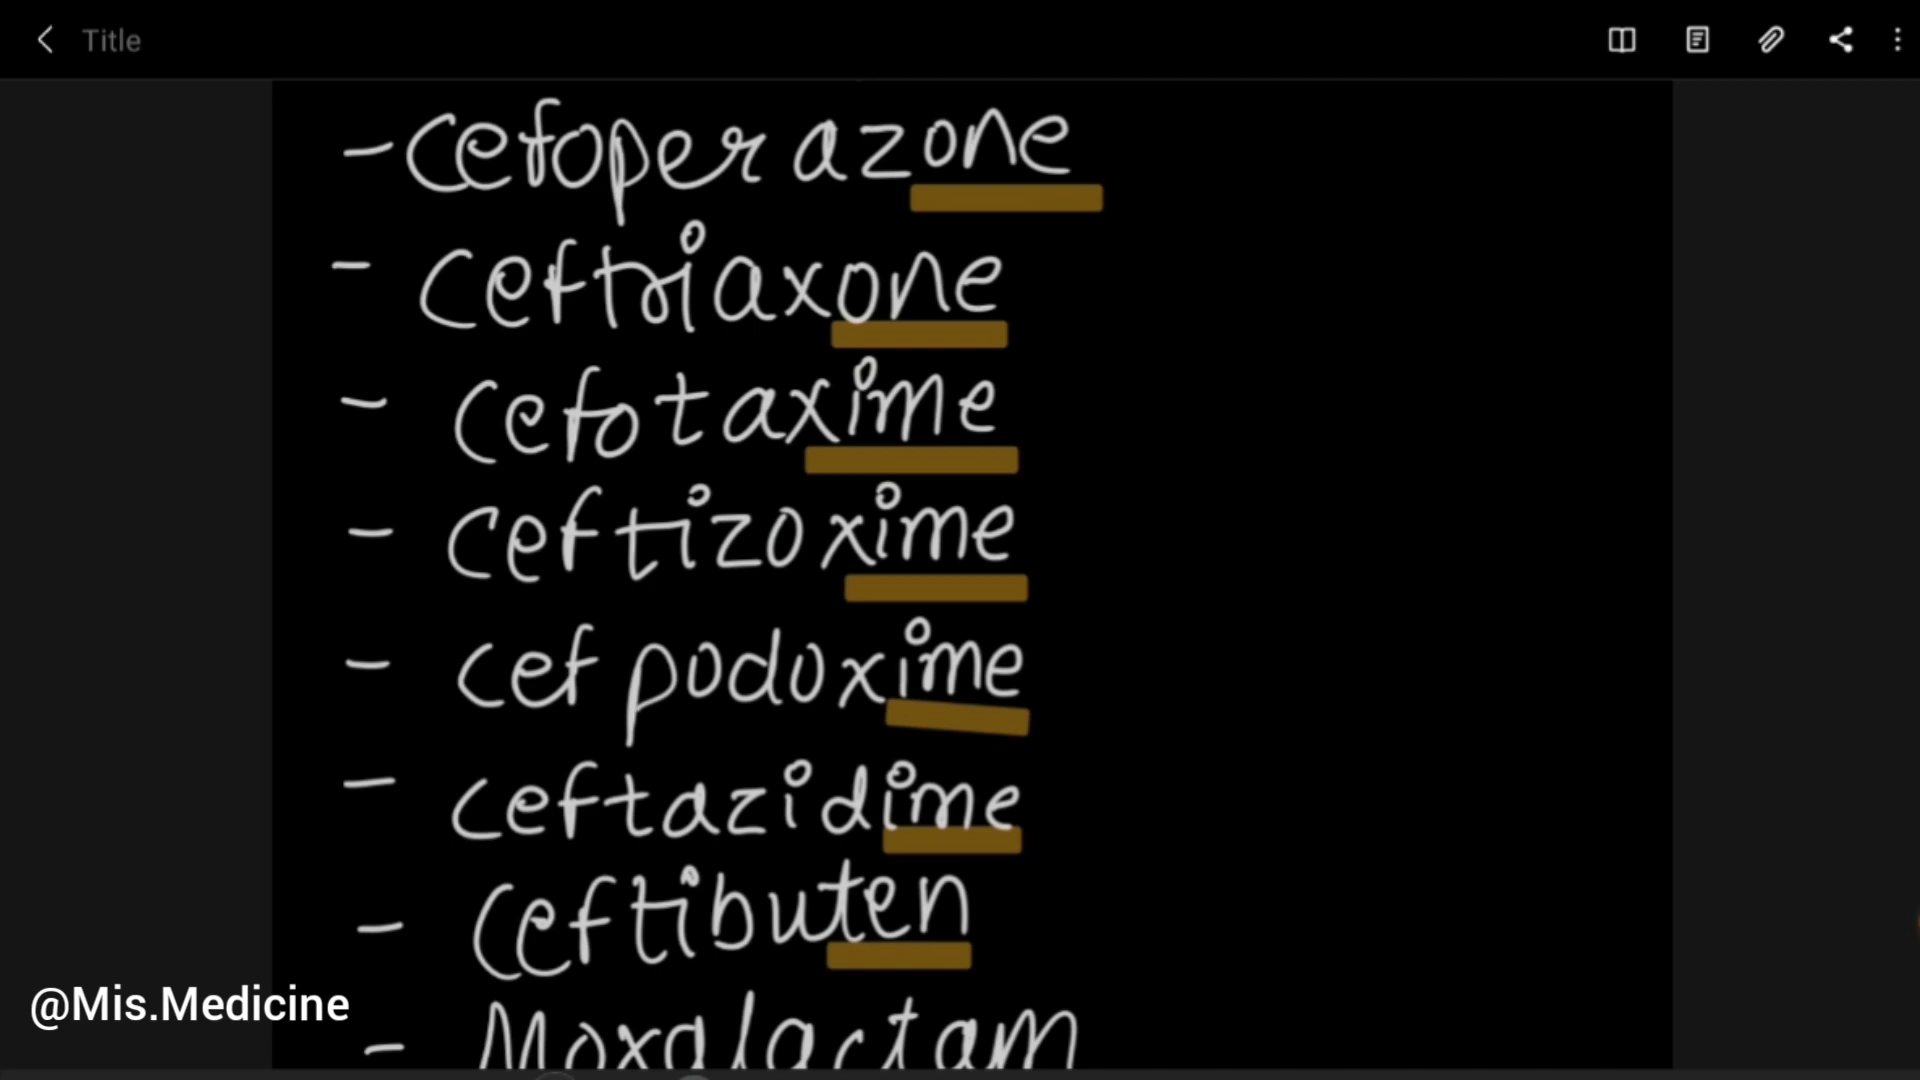 Title
- Cefoperazone
- Ceftriaxone
- Cefotaxime
- Ceftizoxime
- cefpodoxime
- ceftazidime
- Ceftibuten
- Moxalactam
@Mis.Medicine